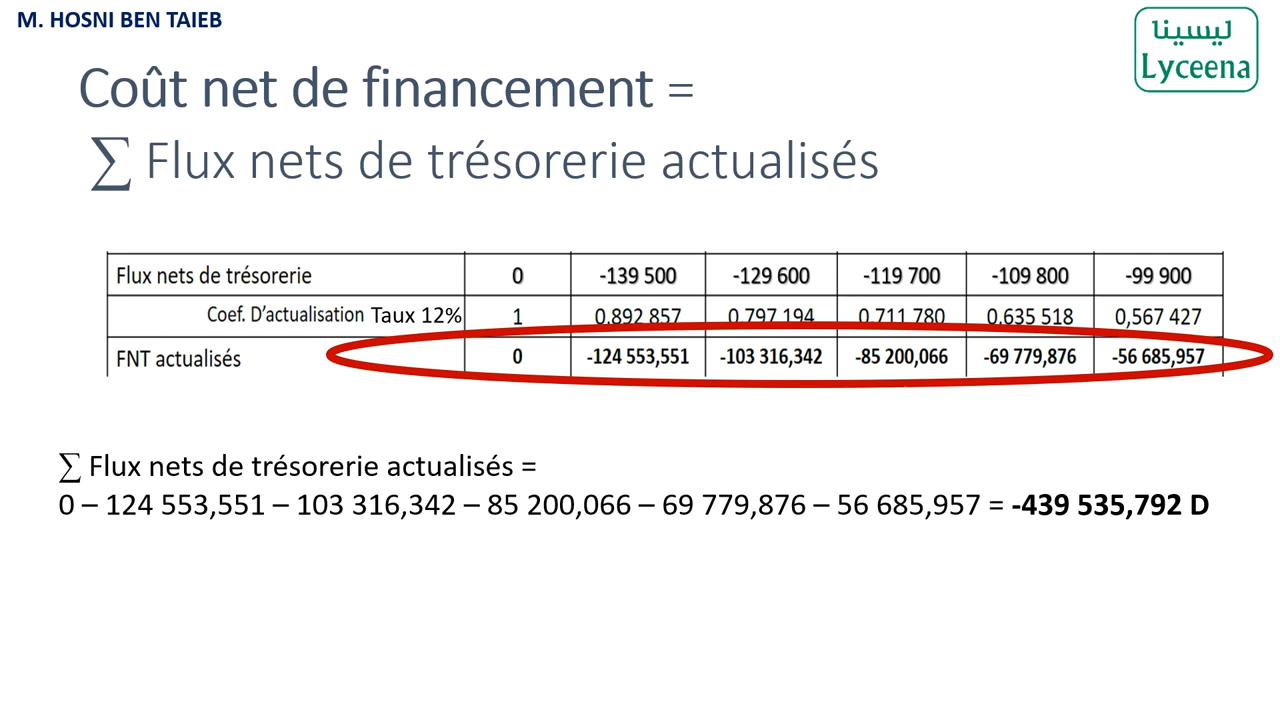 M. HOSNI BEN TAIEB
ليسينا
Lyceena
Coût net de financement =
∑ Flux nets de trésorerie actualisés
Flux nets de trésorerie 0 -139 500 -129 600 -119 700 -109 800 -99 900
Coef. D’actualisation Taux 12% 1 0,892 857 0,797 194 0,711 780 0,635 518 0,567 427
FNT actualisés 0 -124 553,551 -103 316,342 -85 200,066 -69 779,876 -56 685,957
∑ Flux nets de trésorerie actualisés =
0 – 124 553,551 – 103 316,342 – 85 200,066 – 69 779,876 – 56 685,957 = -439 535,792 D